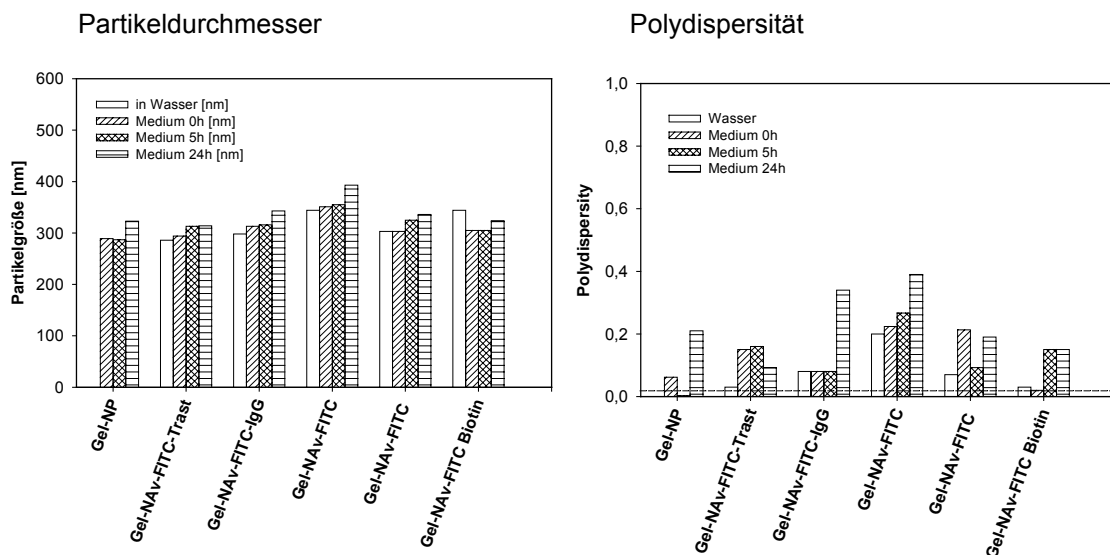 Partikeldurchmesser
Polydispersität
600
500
400
300
200
100
0
Partikelgröße [nm]
in Wasser [nm]
Medium 0h [nm]
Medium 5h [nm]
Medium 24h [nm]
Gel-NP
Gel-NAv-FITC-Trast
Gel-NAv-FITC-IgG
Gel-NAv-FITC
Gel-NAv-FITC
Gel-NAv-FITC Biotin
1,0
0,8
0,6
0,4
0,2
0,0
Polydispersity
Wasser
Medium 0h
Medium 5h
Medium 24h
Gel-NP
Gel-NAv-FITC-Trast
Gel-NAv-FITC-IgG
Gel-NAv-FITC
Gel-NAv-FITC
Gel-NAv-FITC Biotin